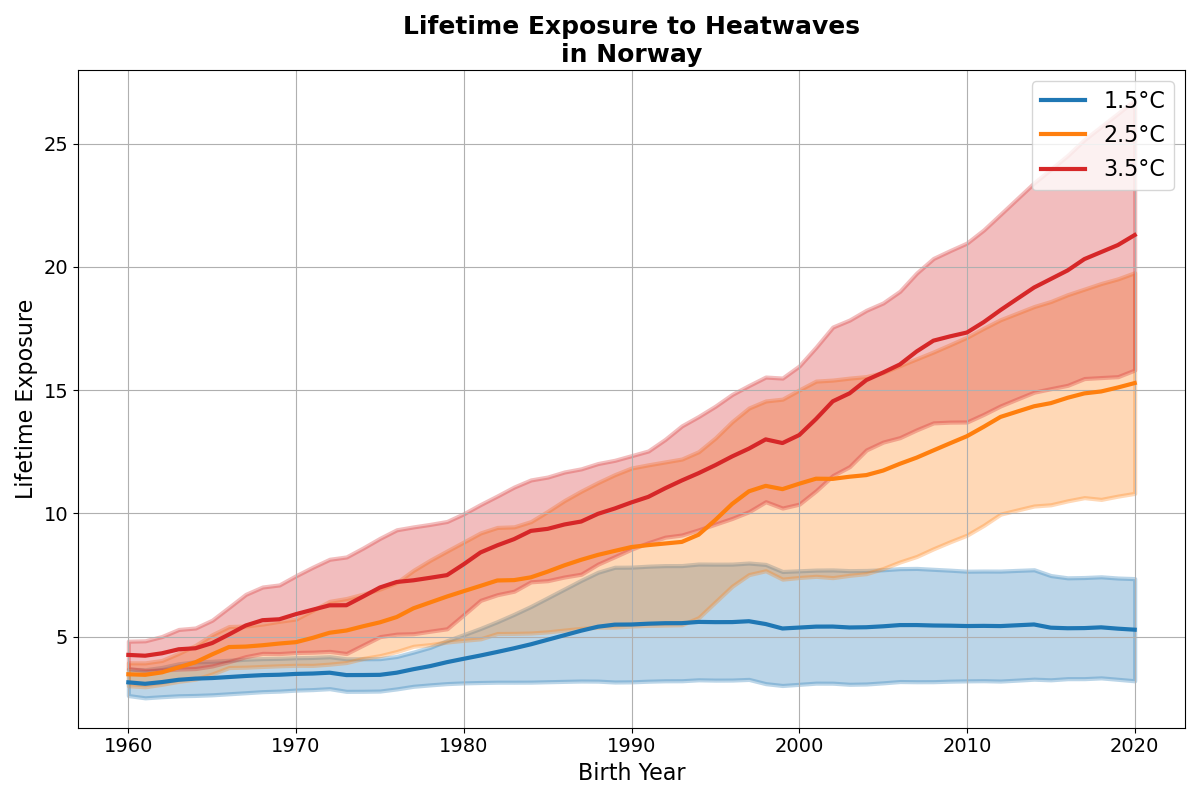 Lifetime Exposure to Heatwaves
in Norway
1.5°C
2.5°C
3.5°C
Lifetime Exposure
25
20
15
10
5
1960
1970
1980
1990
2000
2010
2020
Birth Year